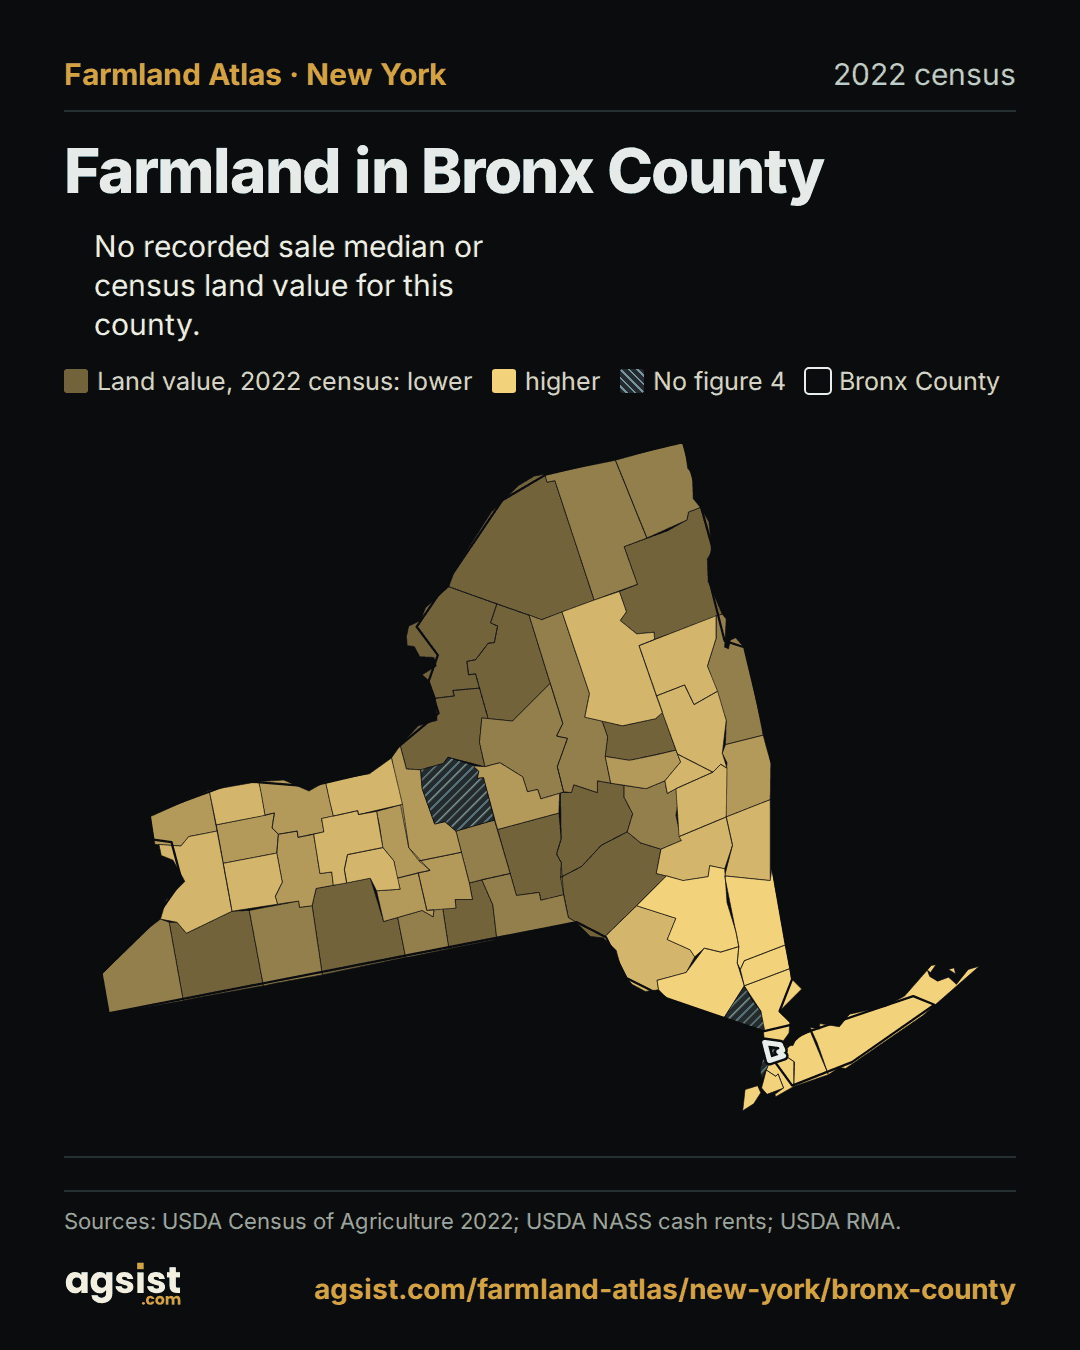 Farmland Atlas · New York
2022 census
Farmland in Bronx County
No recorded sale median or
census land value for this
county.
Land value, 2022 census: lower
higher
No figure 4
Bronx County
Sources: USDA Census of Agriculture 2022; USDA NASS cash rents; USDA RMA.
agsist
.com
agsist.com/farmland-atlas/new-york/bronx-county